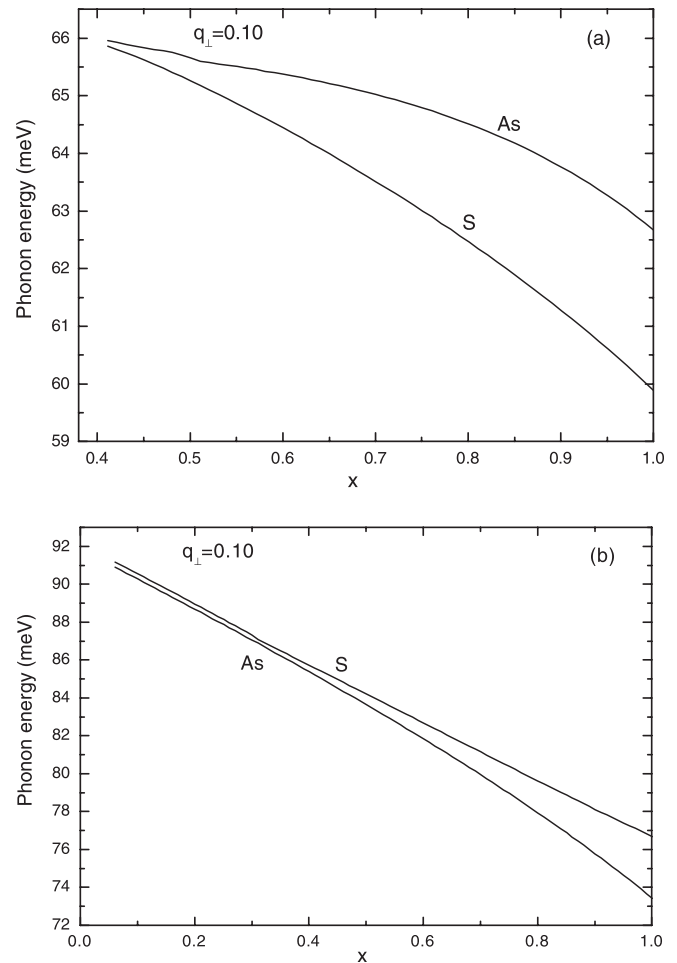 66
q⊥=0.10
(a)
65
As
64
63
S
62
61
60
59
0.4 0.5 0.6 0.7 0.8 0.9 1.0
x
Phonon energy (meV)
92
q⊥=0.10
(b)
90
88
86
As
S
84
82
80
78
76
74
72
0.0 0.2 0.4 0.6 0.8 1.0
x
Phonon energy (meV)